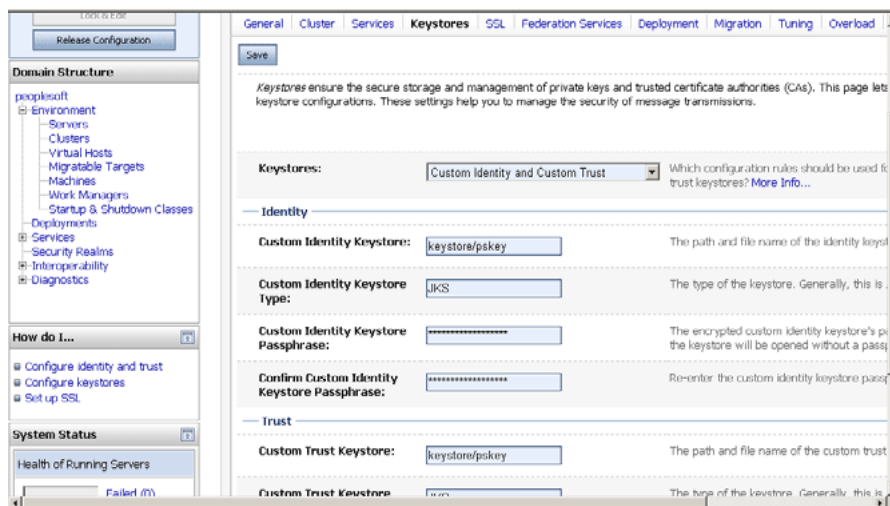 Lock & Edit
Release Configuration
Domain Structure
peoplesoft
Environment
Servers
Clusters
Virtual Hosts
Migratable Targets
Machines
Work Managers
Startup & Shutdown Classes
Deployments
Services
Security Realms
Interoperability
Diagnostics
How do I...
Configure identity and trust
Configure keystores
Set up SSL
System Status
Health of Running Servers
Failed (0)
General Cluster Services Keystores SSL Federation Services Deployment Migration Tuning Overload
Save
Keystores ensure the secure storage and management of private keys and trusted certificate authorities (CAs). This page lets
keystore configurations. These settings help you to manage the security of message transmissions.
Keystores:
Custom Identity and Custom Trust
Which configuration rules should be used fo
trust keystores? More Info...
Identity
Custom Identity Keystore:
keystore/pskey
The path and file name of the identity keyst
Custom Identity Keystore
Type:
JKS
The type of the keystore. Generally, this is
Custom Identity Keystore
Passphrase:
******************
The encrypted custom identity keystore's pa
the keystore will be opened without a passp
Confirm Custom Identity
Keystore Passphrase:
******************
Re-enter the custom identity keystore passp
Trust
Custom Trust Keystore:
keystore/pskey
The path and file name of the custom trust
Custom Trust Keystore
JKS
The type of the keystore. Generally, this is